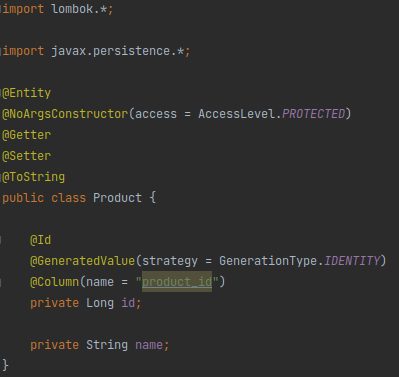 import lombok.*;
import javax.persistence.*;
@Entity
@NoArgsConstructor(access = AccessLevel.PROTECTED)
@Getter
@Setter
@ToString
public class Product {
@Id
@GeneratedValue(strategy = GenerationType.IDENTITY)
@Column(name = "product_id")
private Long id;
private String name;
}